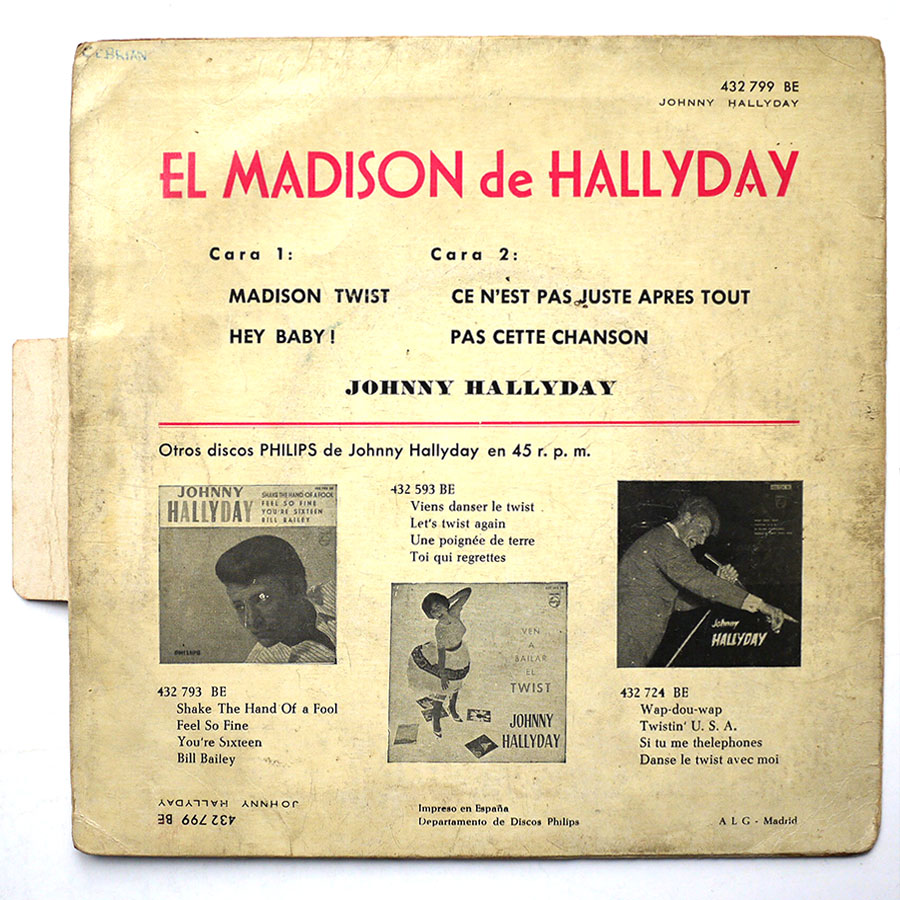 CEBRIAN
432 799 BE
JOHNNY HALLYDAY
EL MADISON de HALLYDAY
Cara 1:
MADISON TWIST
HEY BABY!
Cara 2:
CE N'EST PAS JUSTE APRES TOUT
PAS CETTE CHANSON
JOHNNY HALLYDAY
Otros discos PHILIPS de Johnny Hallyday en 45 r. p. m.
JOHNNY
HALLYDAY
SHAKE THE HAND OF A FOOL
FEEL SO FINE
YOU'RE SIXTEEN
BILL BAILEY
PHILIPS
432 793 BE
Shake The Hand Of a Fool
Feel So Fine
You're Sixteen
Bill Bailey
432 593 BE
Viens danser le twist
Let's twist again
Une poignée de terre
Toi qui regrettes
VEN
A
BAILAR
EL
TWIST
JOHNNY
HALLYDAY
Johnny
HALLYDAY
432 724 BE
Wap-dou-wap
Twistin' U. S. A.
Si tu me thelephones
Danse le twist avec moi
432 799 BE
JOHNNY HALLYDAY
Impreso en España
Departamento de Discos Philips
A L G - Madrid